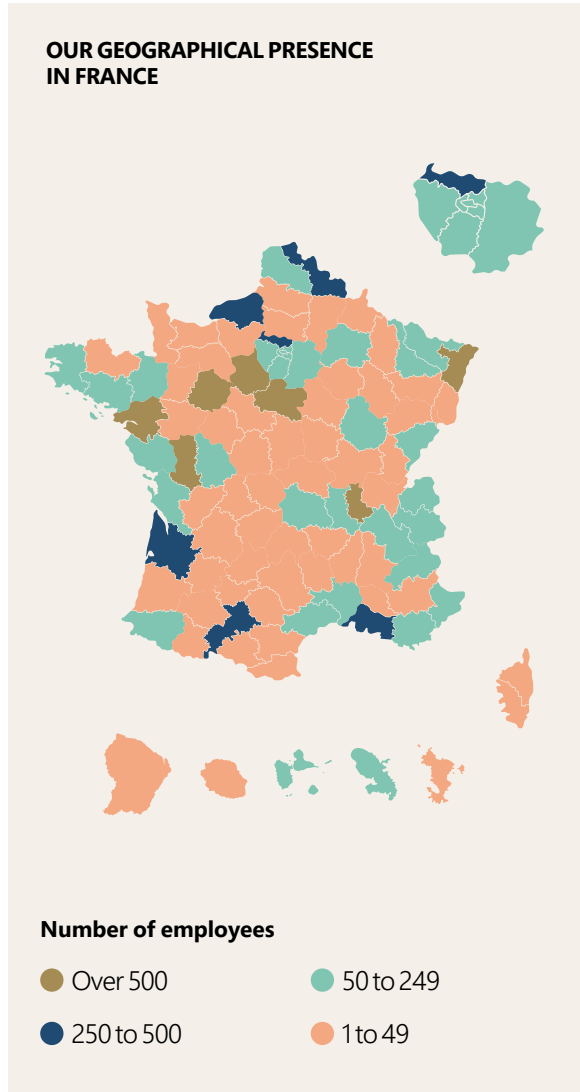 OUR GEOGRAPHICAL PRESENCE
IN FRANCE
Number of employees
Over 500
50 to 249
250 to 500
1 to 49